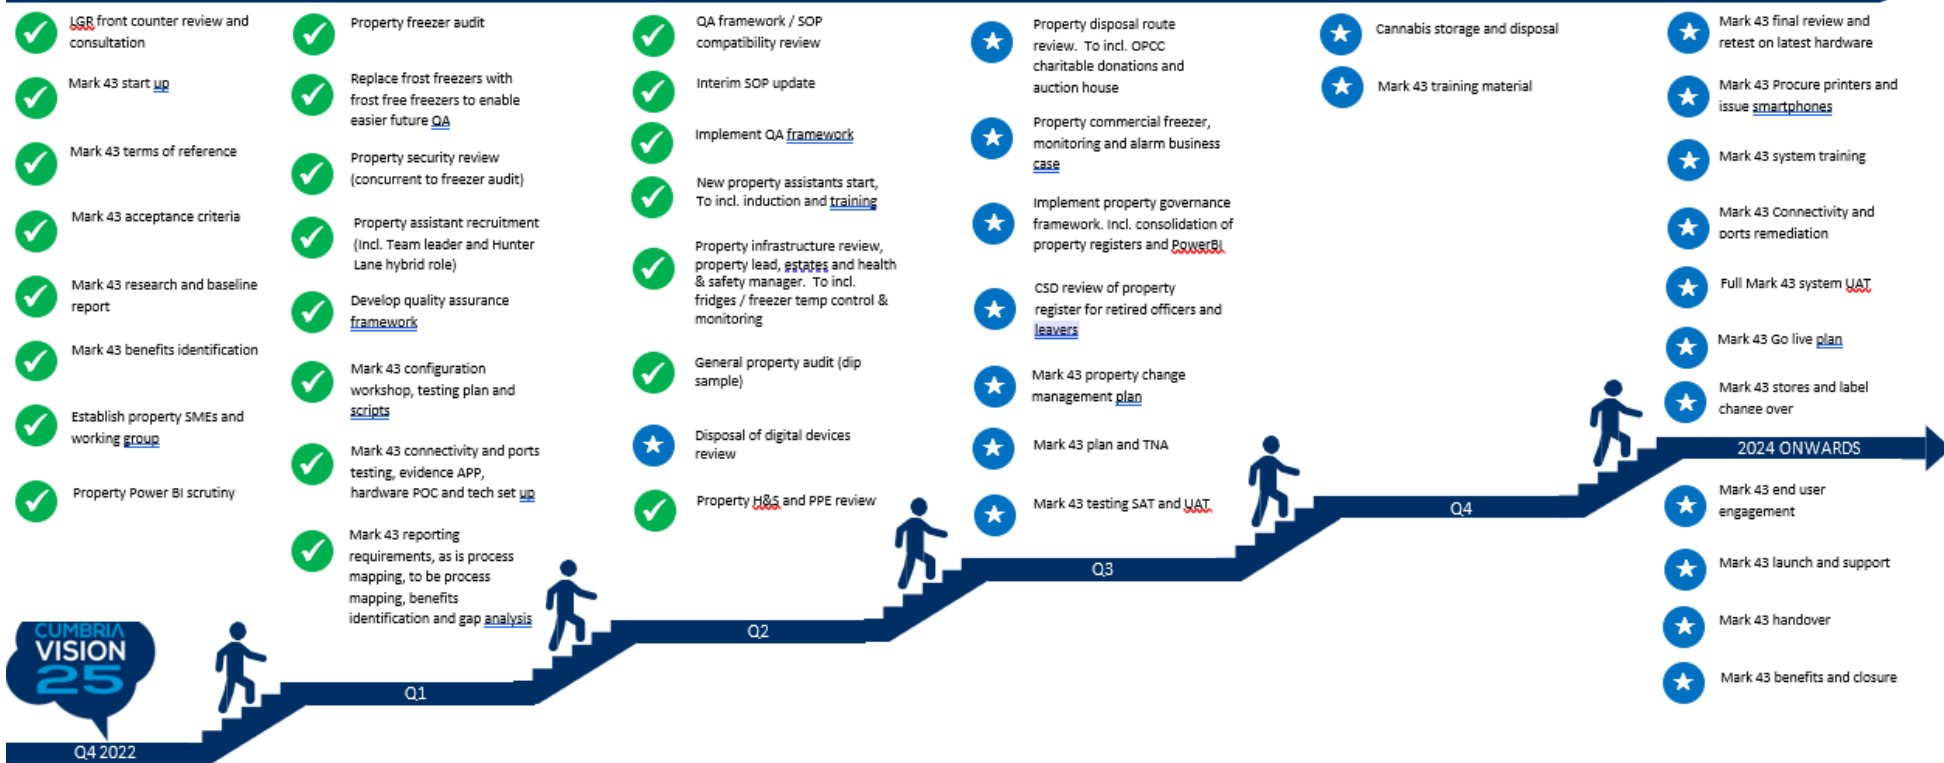 LGR front counter review and
consultation
Mark 43 start up
Mark 43 terms of reference
Mark 43 acceptance criteria
Mark 43 research and baseline
report
Mark 43 benefits identification
Establish property SMEs and
working group
Property Power BI scrutiny
CUMBRIA
VISION
25
Q4 2022
Property freezer audit
Replace frost freezers with
frost free freezers to enable
easier future QA
Property security review
(concurrent to freezer audit)
Property assistant recruitment
(Incl. Team leader and Hunter
Lane hybrid role)
Develop quality assurance
framework
Mark 43 configuration
workshop, testing plan and
scripts
Mark 43 connectivity and ports
testing, evidence APP,
hardware POC and tech set up
Mark 43 reporting
requirements, as is process
mapping, to be process
mapping, benefits
identification and gap analysis
Q1
QA framework / SOP
compatibility review
Interim SOP update
Implement QA framework
New property assistants start,
To incl. induction and training
Property infrastructure review,
property lead, estates and health
& safety manager. To incl.
fridges / freezer temp control &
monitoring
General property audit (dip
sample)
Disposal of digital devices
review
Property H&S and PPE review
Q2
Property disposal route
review. To incl. OPCC
charitable donations and
auction house
Property commercial freezer,
monitoring and alarm business
case
Implement property governance
framework. Incl. consolidation of
property registers and PowerBI
CSD review of property
register for retired officers and
leavers
Mark 43 property change
management plan
Mark 43 plan and TNA
Mark 43 testing SAT and UAT
Q3
Cannabis storage and disposal
Mark 43 training material
Q4
Mark 43 final review and
retest on latest hardware
Mark 43 Procure printers and
issue smartphones
Mark 43 system training
Mark 43 Connectivity and
ports remediation
Full Mark 43 system UAT
Mark 43 Go live plan
Mark 43 stores and label
change over
2024 ONWARDS
Mark 43 end user
engagement
Mark 43 launch and support
Mark 43 handover
Mark 43 benefits and closure